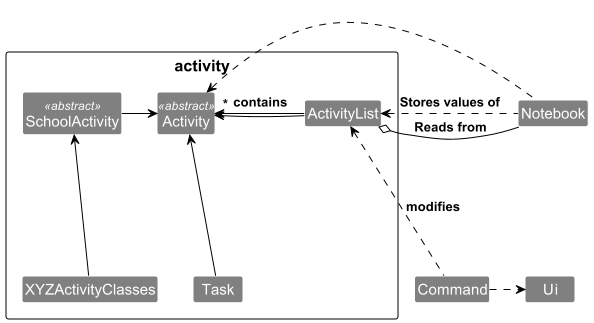 activity
«abstract»
SchoolActivity
«abstract»
Activity
* contains
ActivityList
Stores values of
Reads from
Notebook
modifies
XYZActivityClasses
Task
Command
Ui